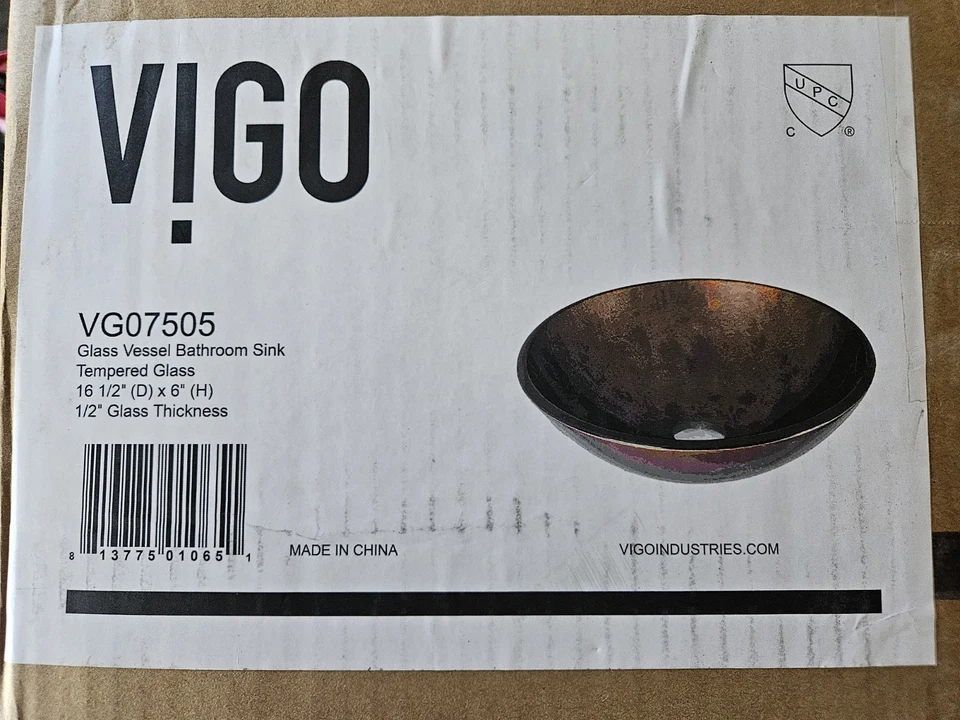 VIGO
UPC
C ®
VG07505
Glass Vessel Bathroom Sink
Tempered Glass
16 1/2" (D) x 6" (H)
1/2" Glass Thickness
8 13775 01065 1
MADE IN CHINA
VIGOINDUSTRIES.COM